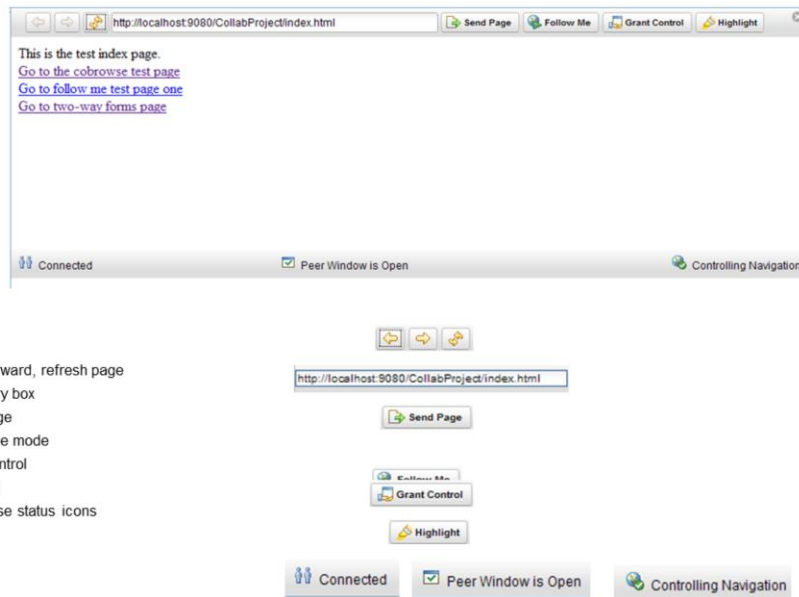 http://localhost:9080/CollabProject/index.html Send Page Follow Me Grant Control Highlight
This is the test index page.
Go to the cobrowse test page
Go to follow me test page one
Go to two-way forms page
Connected Peer Window is Open Controlling Navigation
ward, refresh page
http://localhost:9080/CollabProject/index.html
y box
ge
Send Page
e mode
ntrol
Follow Me
Grant Control
se status icons
Highlight
Connected Peer Window is Open Controlling Navigation